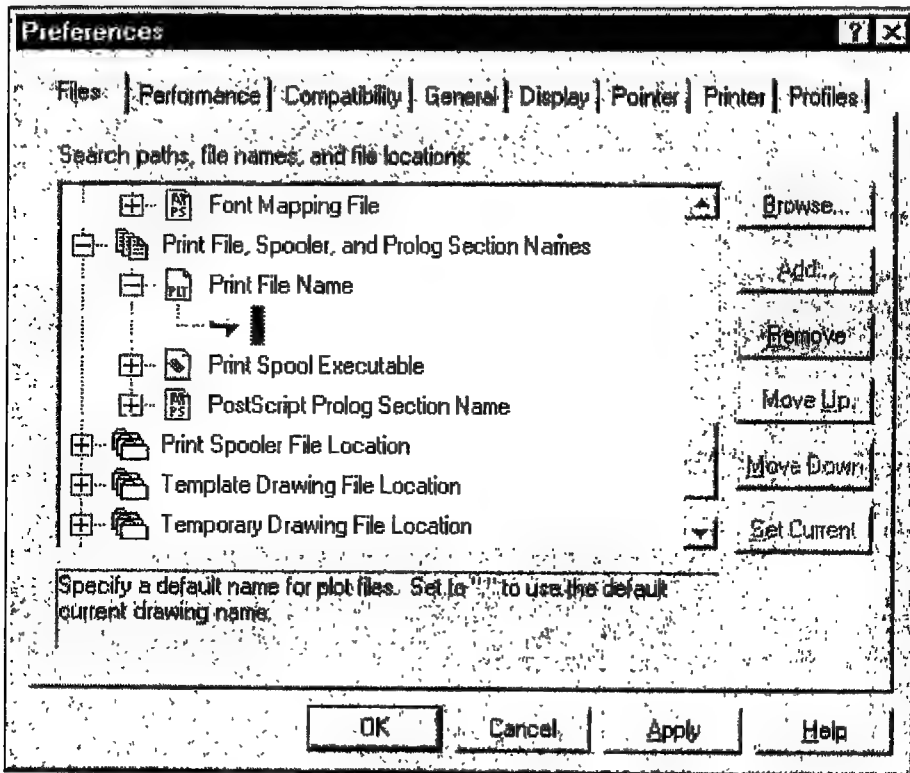 Preferences
Files Performance Compatibility General Display Pointer Printer Profiles
Search paths, file names, and file locations:
Font Mapping File
Browse...
Print File, Spooler, and Prolog Section Names
Add...
Print File Name
Remove
Print Spool Executable
PostScript Prolog Section Name
Move Up
Print Spooler File Location
Move Down
Template Drawing File Location
Temporary Drawing File Location
Set Current
Specify a default name for plot files. Set to "." to use the default
current drawing name.
OK Cancel Apply Help